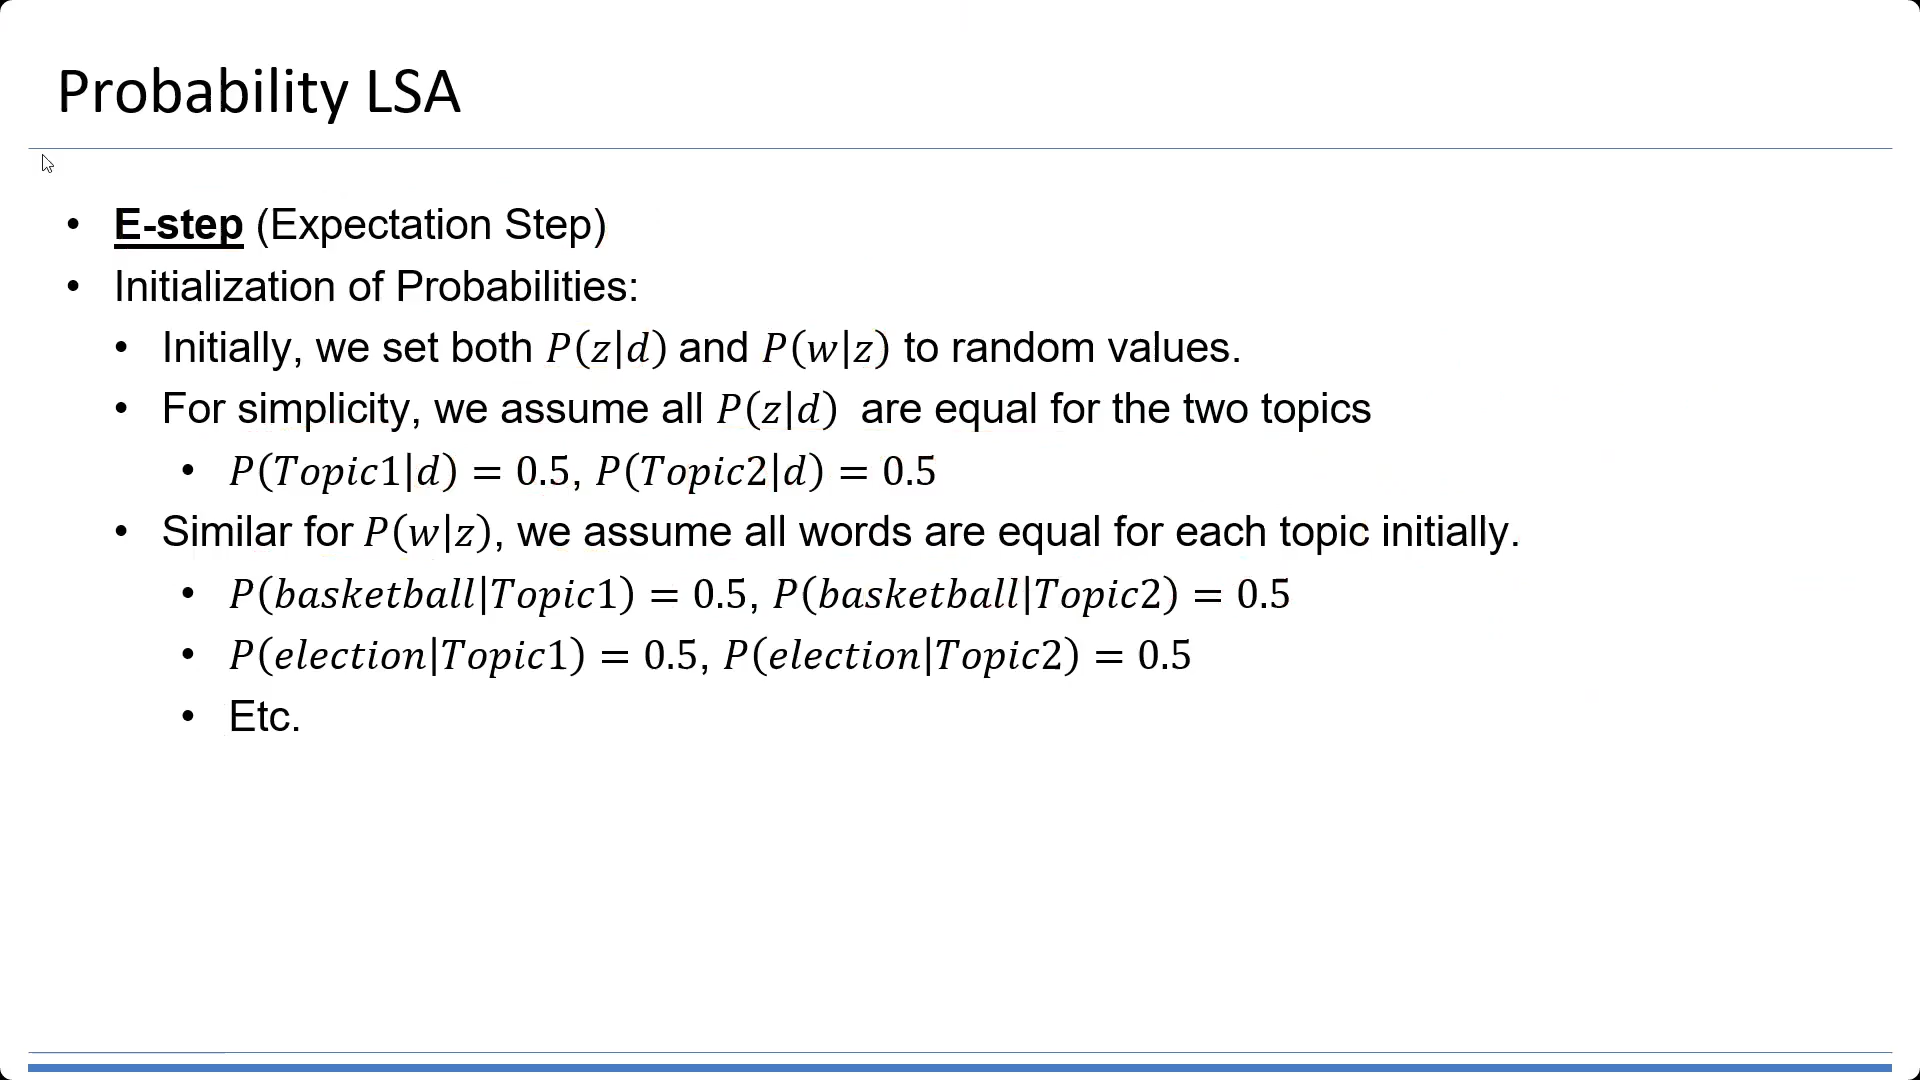 Probability LSA
• E-step (Expectation Step)
• Initialization of Probabilities:
• Initially, we set both P(z|d) and P(w|z) to random values.
• For simplicity, we assume all P(z|d) are equal for the two topics
• P(Topic1|d) = 0.5, P(Topic2|d) = 0.5
• Similar for P(w|z), we assume all words are equal for each topic initially.
• P(basketball|Topic1) = 0.5, P(basketball|Topic2) = 0.5
• P(election|Topic1) = 0.5, P(election|Topic2) = 0.5
• Etc.